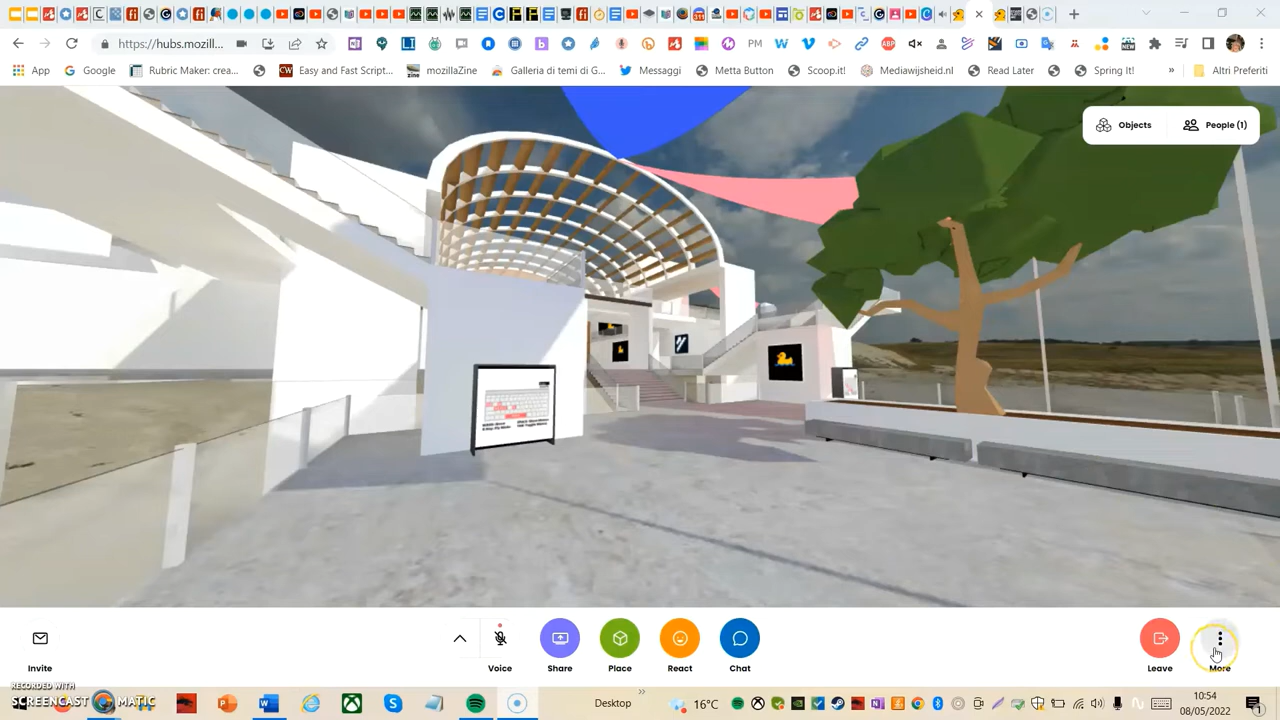 https://hubs.mozill...
PM
App
Google
Rubric Maker: crea...
Easy and Fast Script...
mozillaZine
Galleria di temi di G...
Messaggi
Metta Button
Scoop.it!
Mediawijsheid.nl
Read Later
Spring It!
»
Altri Preferiti
Objects
People (1)
Invite
Voice
Share
Place
React
Chat
Leave
More
RECORDED WITH
SCREENCAST MATIC
Desktop
»
16°C
10:54
08/05/2022